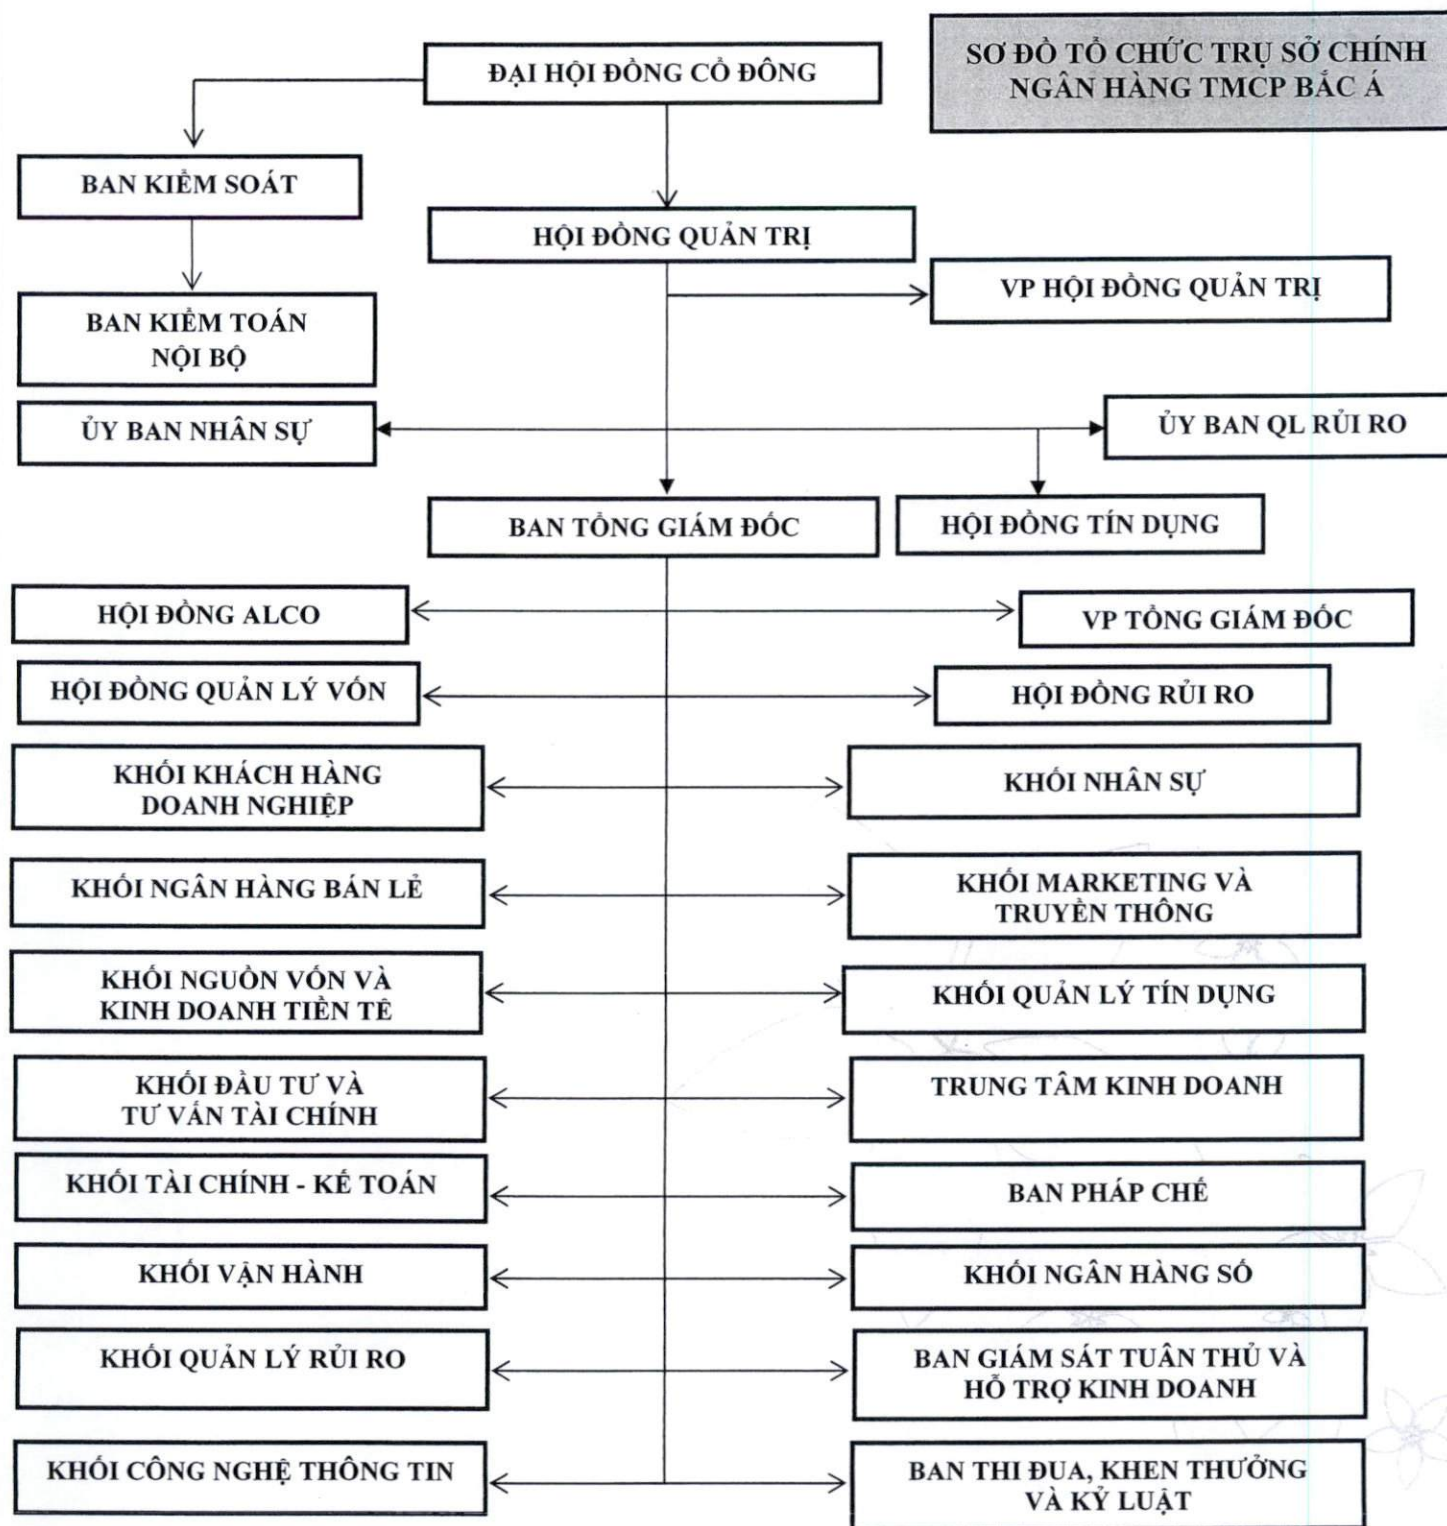 SƠ ĐỒ TỔ CHỨC TRỤ SỞ CHÍNH
NGÂN HÀNG TMCP BẮC Á
ĐẠI HỘI ĐỒNG CỔ ĐÔNG
BAN KIỂM SOÁT
HỘI ĐỒNG QUẢN TRỊ
VP HỘI ĐỒNG QUẢN TRỊ
BAN KIỂM TOÁN
NỘI BỘ
ỦY BAN NHÂN SỰ
ỦY BAN QL RỦI RO
BAN TỔNG GIÁM ĐỐC
HỘI ĐỒNG TÍN DỤNG
HỘI ĐỒNG ALCO
VP TỔNG GIÁM ĐỐC
HỘI ĐỒNG QUẢN LÝ VỐN
HỘI ĐỒNG RỦI RO
KHỐI KHÁCH HÀNG
DOANH NGHIỆP
KHỐI NHÂN SỰ
KHỐI NGÂN HÀNG BÁN LẺ
KHỐI MARKETING VÀ
TRUYỀN THÔNG
KHỐI NGUỒN VỐN VÀ
KINH DOANH TIỀN TÊ
KHỐI QUẢN LÝ TÍN DỤNG
KHỐI ĐẦU TƯ VÀ
TƯ VẤN TÀI CHÍNH
TRUNG TÂM KINH DOANH
KHỐI TÀI CHÍNH - KẾ TOÁN
BAN PHÁP CHẾ
KHỐI VẬN HÀNH
KHỐI NGÂN HÀNG SỐ
KHỐI QUẢN LÝ RỦI RO
BAN GIÁM SÁT TUÂN THỦ VÀ
HỖ TRỢ KINH DOANH
KHỐI CÔNG NGHỆ THÔNG TIN
BAN THI ĐUA, KHEN THƯỞNG
VÀ KỶ LUẬT